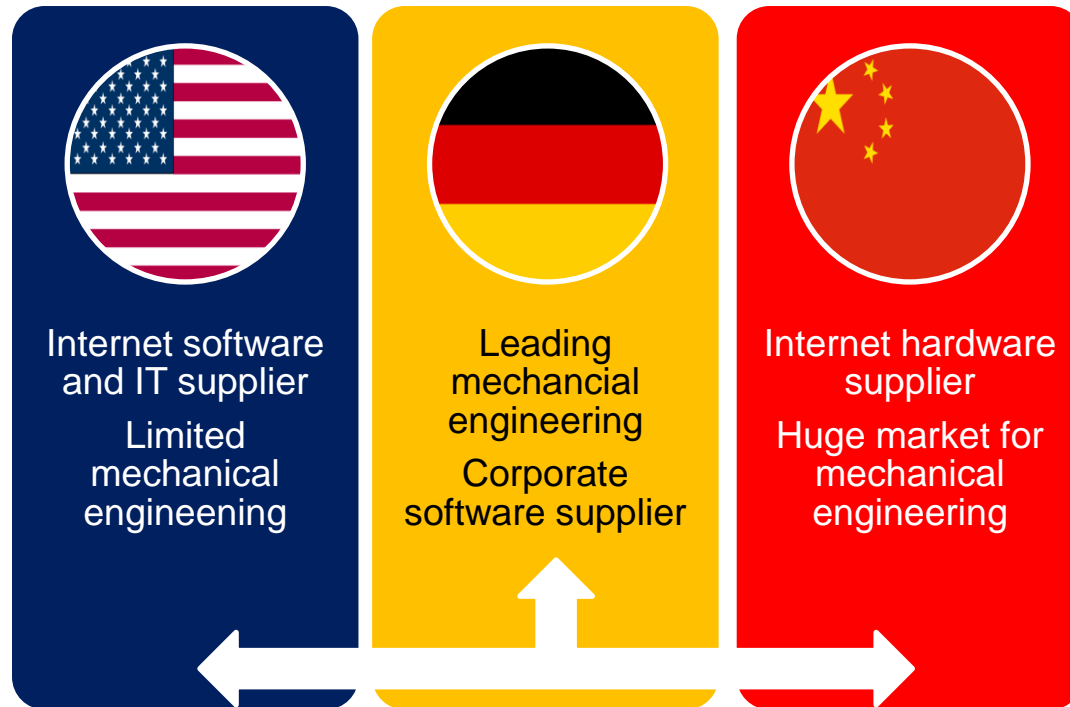 Internet software
and IT supplier
Limited
mechanical
engineening
Leading
mechancial
engineering
Corporate
software supplier
Internet hardware
supplier
Huge market for
mechanical
engineering